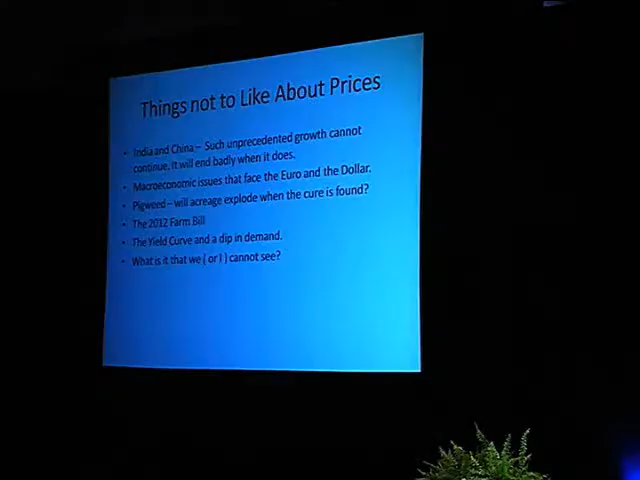 Things not to Like About Prices
• India and China – Such unprecedented growth cannot
continue. It will end badly when it does.
• Macroeconomic issues that face the Euro and the Dollar.
• Pigweed – will acreage explode when the cure is found?
• The 2012 Farm Bill
• The Yield Curve and a dip in demand.
• What is it that we ( or I ) cannot see?